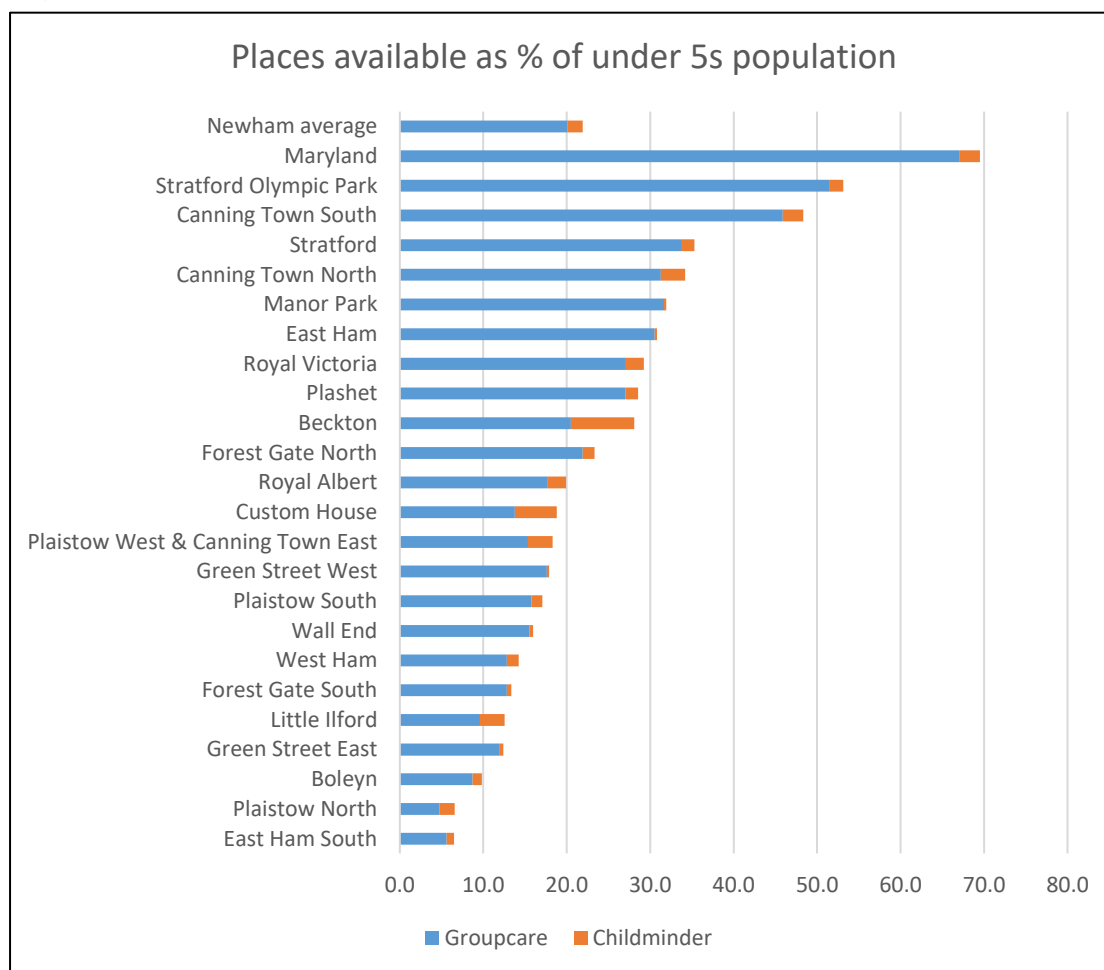 Places available as % of under 5s population
Newham average
Maryland
Stratford Olympic Park
Canning Town South
Stratford
Canning Town North
Manor Park
East Ham
Royal Victoria
Plashet
Beckton
Forest Gate North
Royal Albert
Custom House
Plaistow West & Canning Town East
Green Street West
Plaistow South
Wall End
West Ham
Forest Gate South
Little Ilford
Green Street East
Boleyn
Plaistow North
East Ham South
0.0 10.0 20.0 30.0 40.0 50.0 60.0 70.0 80.0
Groupcare Childminder